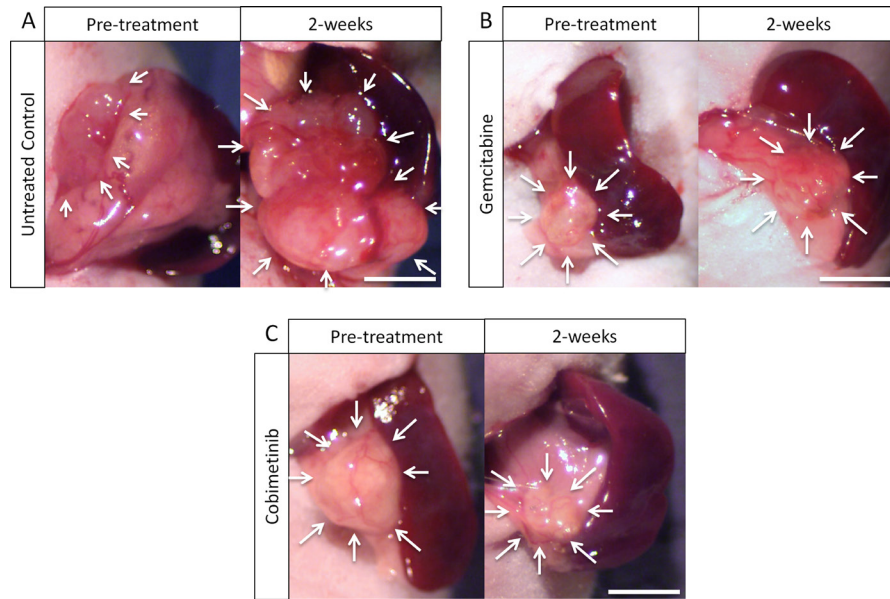 A
Pre-treatment
2-weeks
Untreated Control
B
Pre-treatment
2-weeks
Gemcitabine
C
Pre-treatment
2-weeks
Cobimetinib